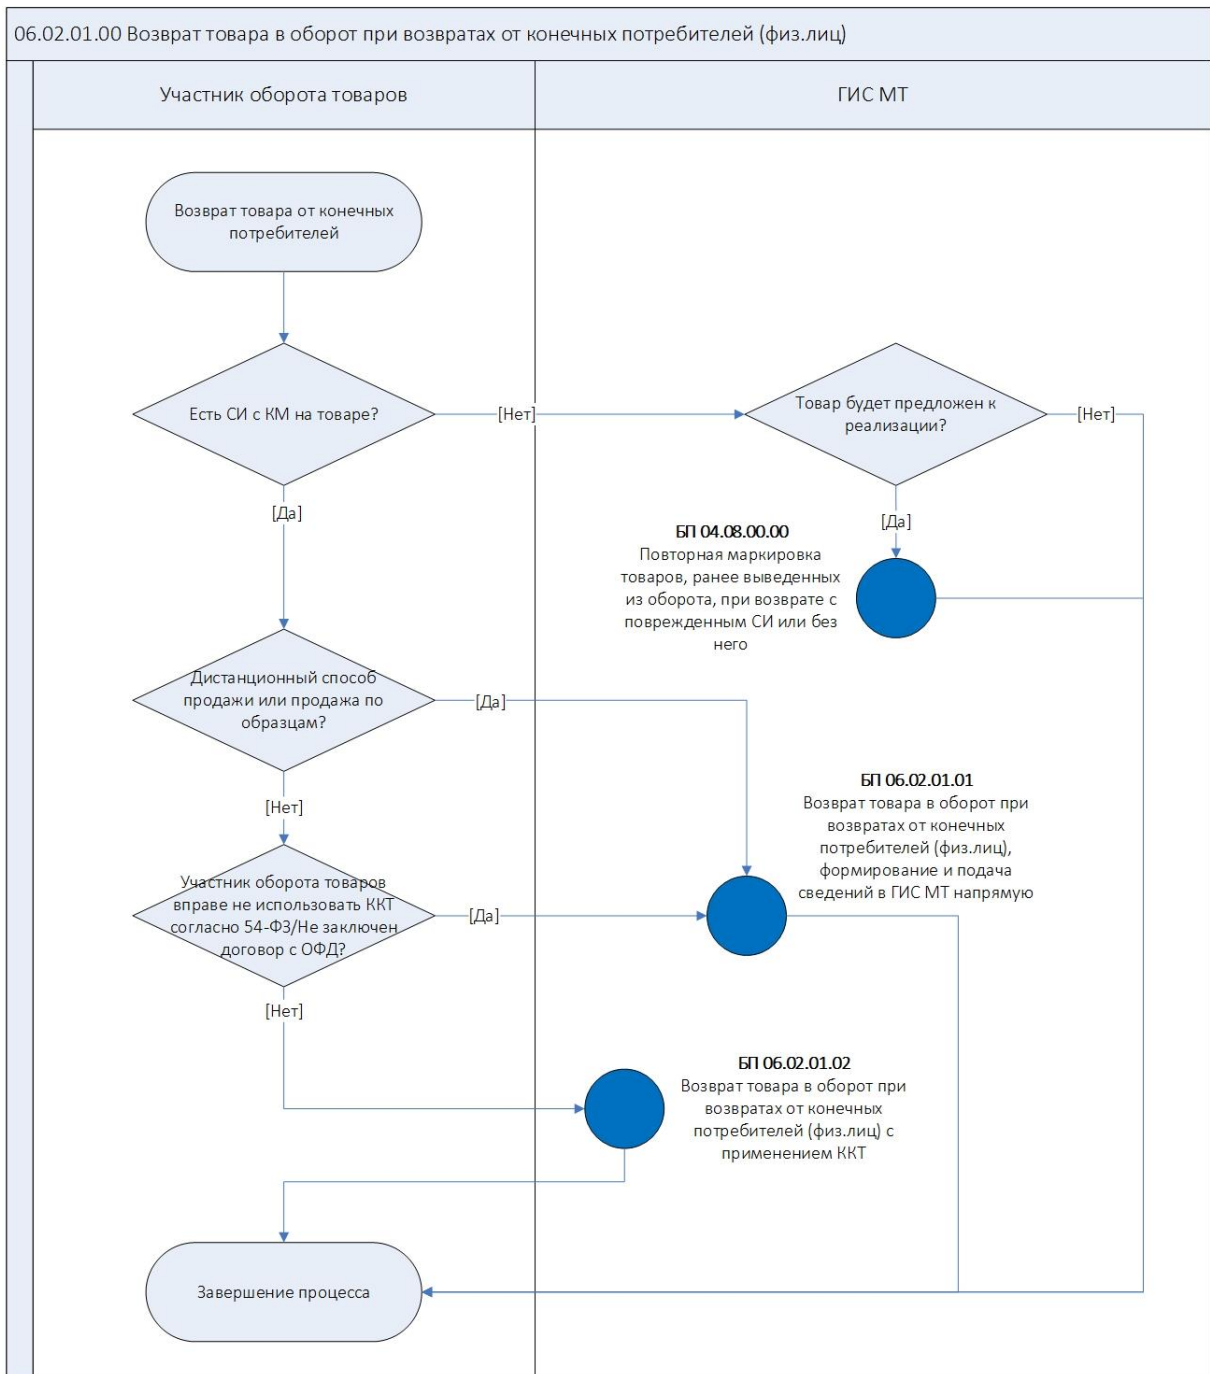 06.02.01.00 Возврат товара в оборот при возвратах от конечных потребителей (физ.лиц)
Участник оборота товаров
ГИС МТ
Возврат товара от конечных
потребителей
Есть СИ с КМ на товаре?
[Нет]
Товар будет предложен к
реализации?
[Нет]
[Да]
[Да]
БП 04.08.00.00
Повторная маркировка
товаров, ранее выведенных
из оборота, при возврате с
поврежденным СИ или без
него
Дистанционный способ
продажи или продажа по
образцам?
[Да]
[Нет]
БП 06.02.01.01
Возврат товара в оборот при
возвратах от конечных
потребителей (физ.лиц),
формирование и подача
сведений в ГИС МТ напрямую
Участник оборота товаров
вправе не использовать ККТ
согласно 54-ФЗ/Не заключен
договор с ОФД?
[Да]
[Нет]
БП 06.02.01.02
Возврат товара в оборот при
возвратах от конечных
потребителей (физ.лиц) с
применением ККТ
Завершение процесса